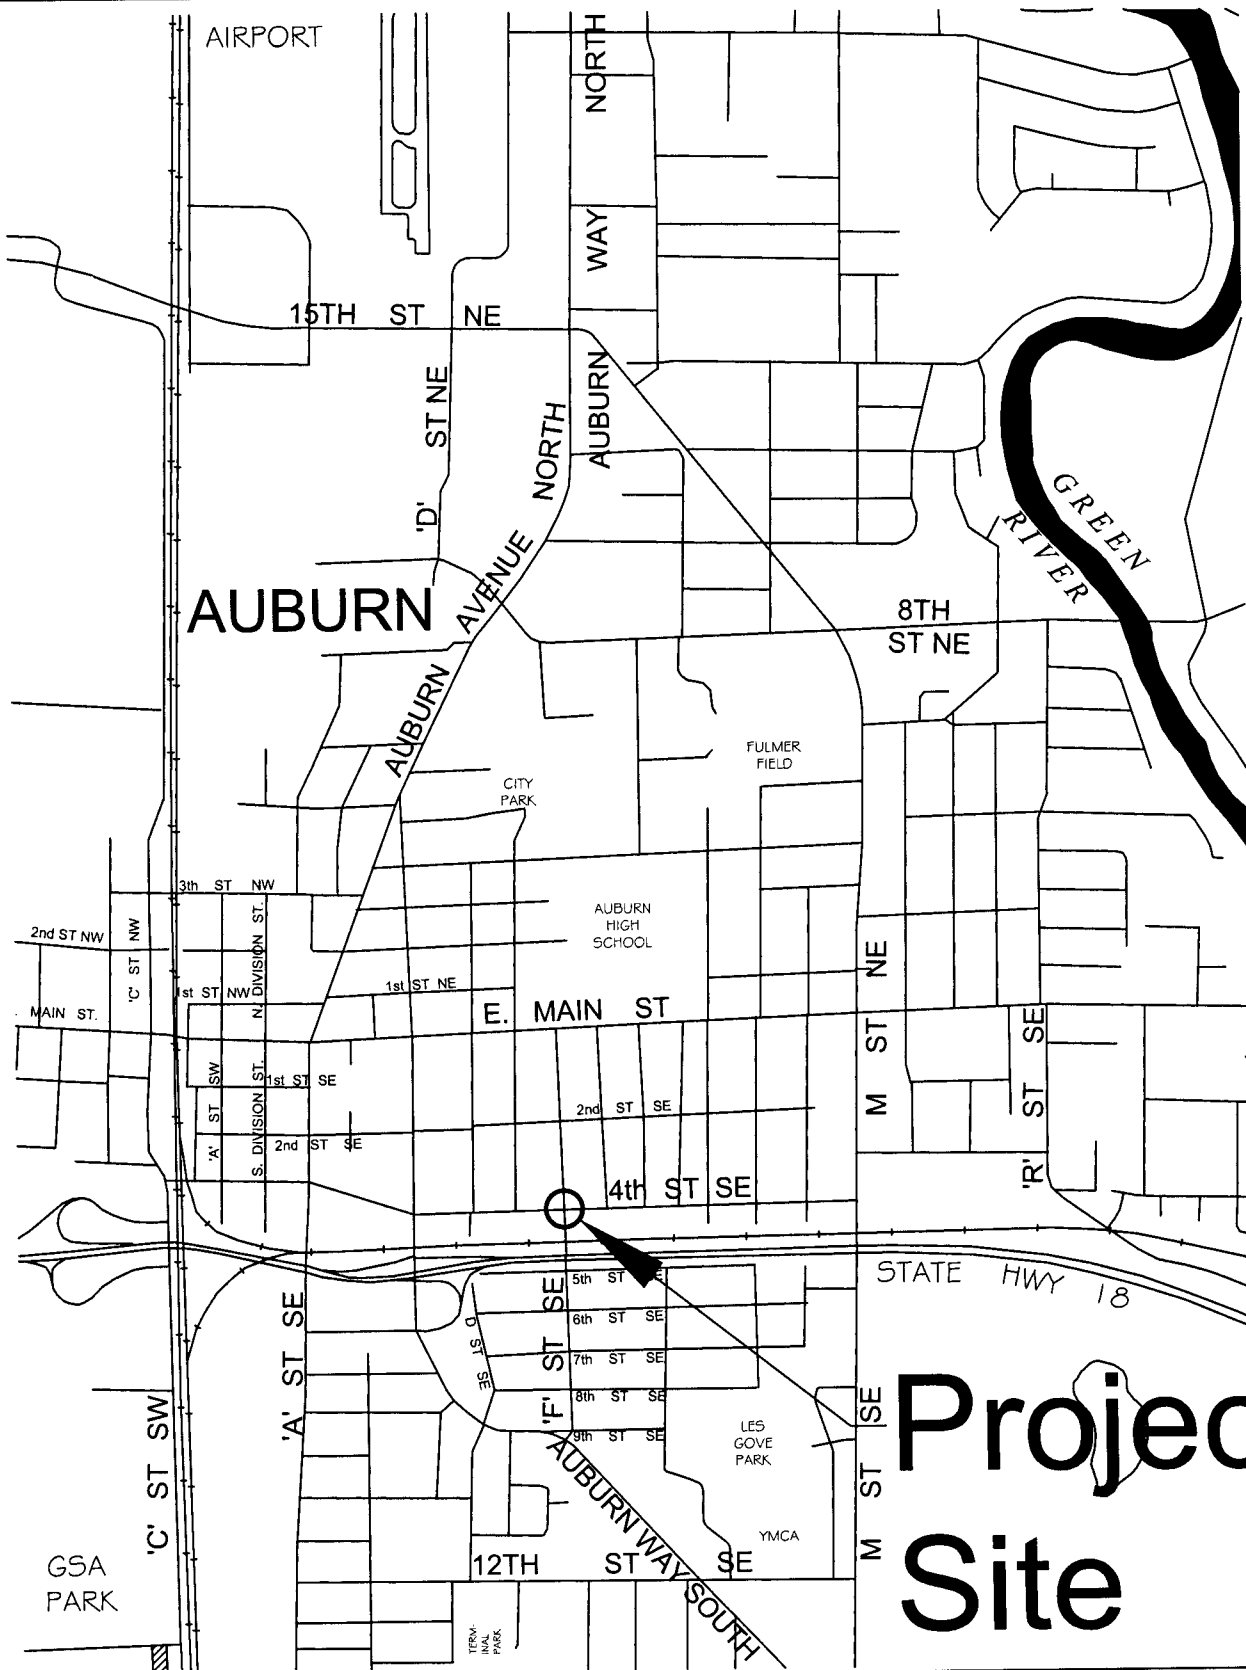 AIRPORT
AUBURN WAY NORTH
15TH ST NE
'D' ST NE
AUBURN AVENUE NORTH
GREEN
RIVER
AUBURN
8TH
ST NE
FULMER
FIELD
CITY
PARK
3th ST NW
2nd ST NW
'C' ST NW
N. DIVISION ST.
AUBURN
HIGH
SCHOOL
1st ST NW
1st ST NE
MAIN ST.
E. MAIN ST
M ST NE
'R' ST SE
'A' ST SW
S. DIVISION ST.
1st ST SE
2nd ST SE
2nd ST SE
4th ST SE
STATE HWY 18
5th ST SE
6th ST SE
7th ST SE
8th ST SE
9th ST SE
'A' ST SE
D ST SE
'F' ST SE
'C' ST SW
M ST SE
LES
GOVE
PARK
YMCA
AUBURN WAY SOUTH
12TH ST SE
GSA
PARK
TERM-
INAL
PARK
Projec
Site